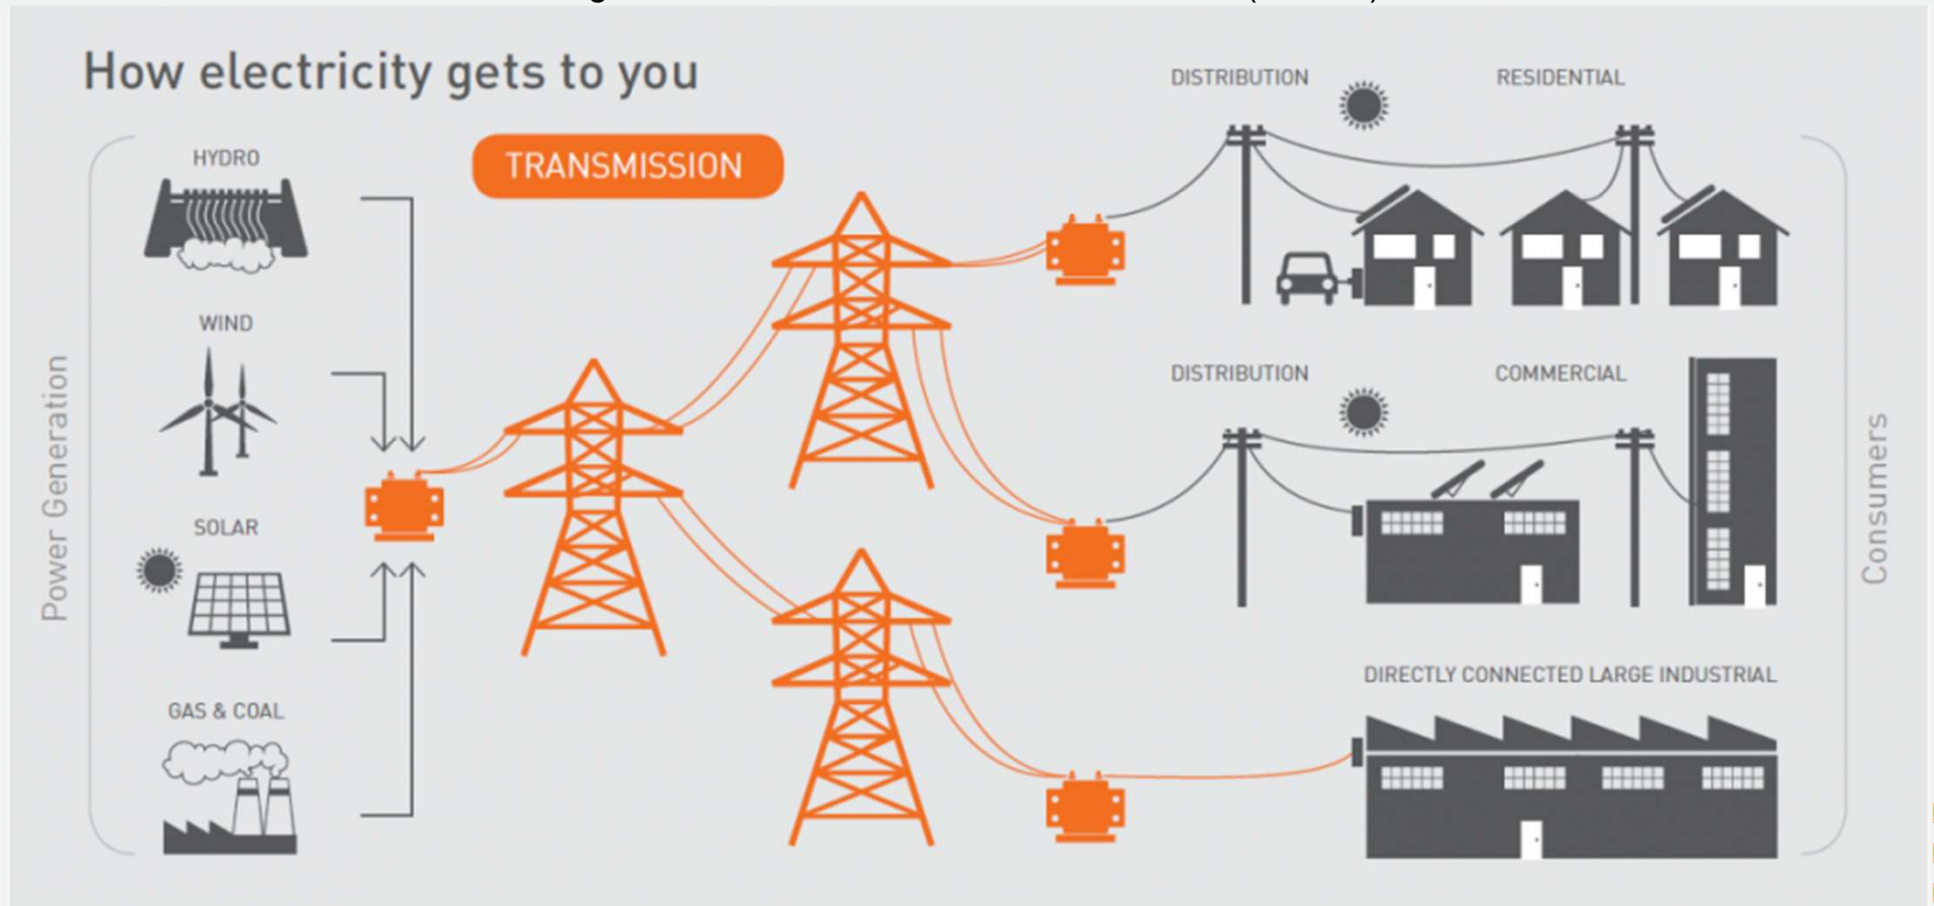 How electricity gets to you
TRANSMISSION
Power Generation
HYDRO
WIND
SOLAR
GAS & COAL
DISTRIBUTION
RESIDENTIAL
DISTRIBUTION
COMMERCIAL
DIRECTLY CONNECTED LARGE INDUSTRIAL
Consumers